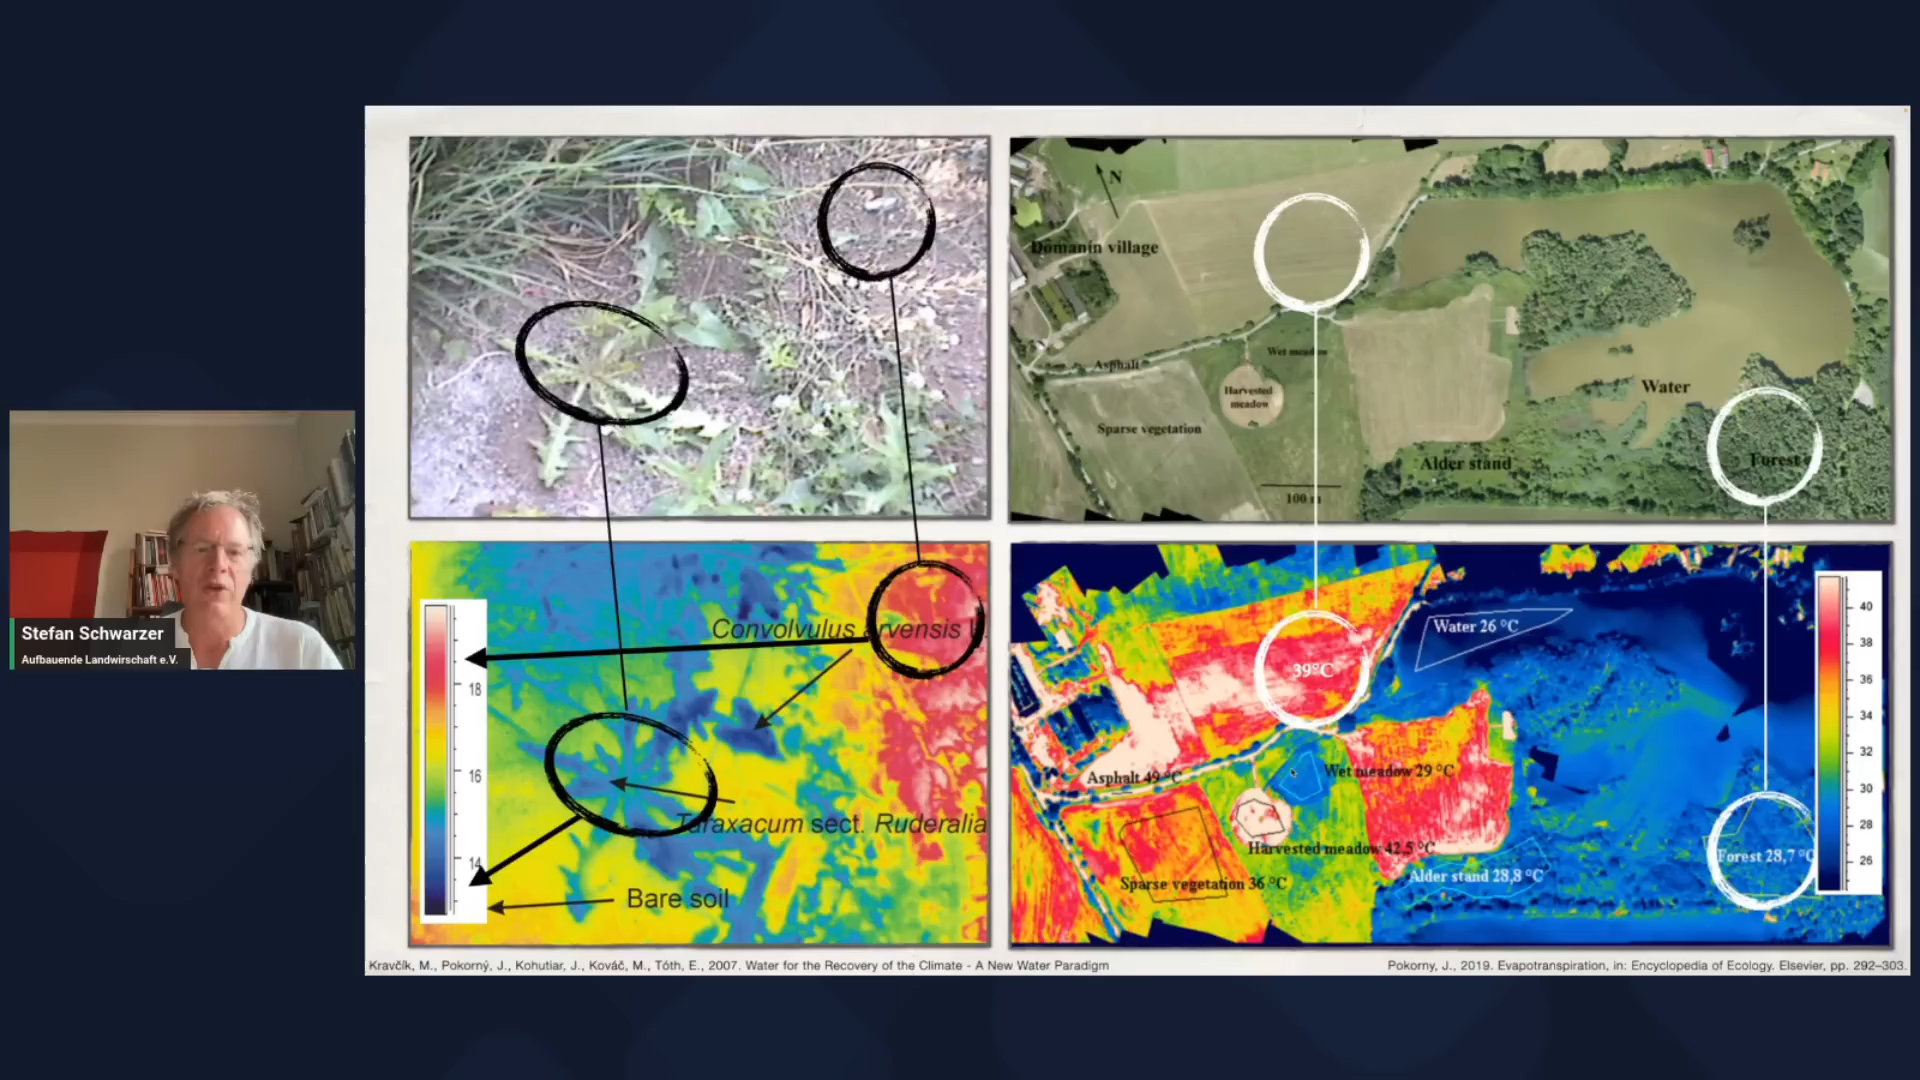 Stefan Schwarzer
Aufbauende Landwirschaft e.V.
N
Domanín village
Asphalt
Wet meadow
Harvested
meadow
Sparse vegetation
Water
Alder stand
Forest
100 m
Convolvulus arvensis L.
18
16
14
Taraxacum sect. Ruderalia
Bare soil
Water 26 °C
39°C
Asphalt 49 °C
Wet meadow 29 °C
Harvested meadow 42,5 °C
Sparse vegetation 36 °C
Alder stand 28,8 °C
Forest 28,7 °C
40
38
36
34
32
30
28
26
Kravčík, M., Pokorný, J., Kohutiar, J., Kováč, M., Tóth, E., 2007. Water for the Recovery of the Climate - A New Water Paradigm
Pokorny, J., 2019. Evapotranspiration, in: Encyclopedia of Ecology. Elsevier, pp. 292–303.